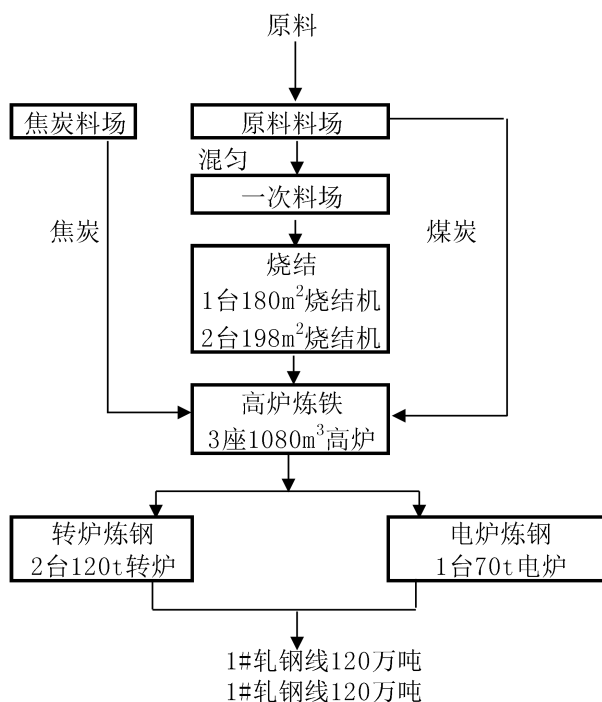 原料
焦炭料场
原料料场
混匀
一次料场
焦炭
煤炭
烧结
1台180m²烧结机
2台198m²烧结机
高炉炼铁
3座1080m³高炉
转炉炼钢
2台120t转炉
电炉炼钢
1台70t电炉
1#轧钢线120万吨
1#轧钢线120万吨